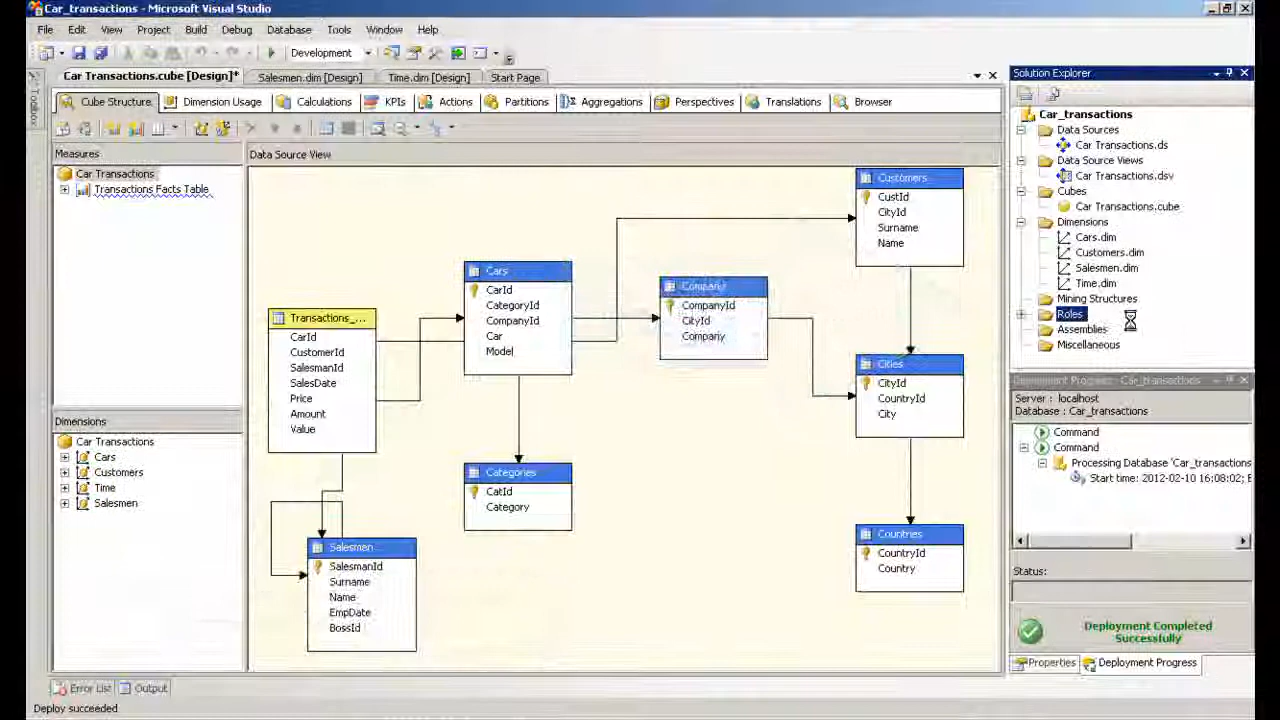 Car_transactions - Microsoft Visual Studio
File Edit View Project Build Debug Database Tools Window Help
Development
Car Transactions.cube [Design]* Salesmen.dim [Design] Time.dim [Design] Start Page
Cube Structure Dimension Usage Calculations KPIs Actions Partitions Aggregations Perspectives Translations Browser
Measures
Car Transactions
Transactions Facts Table
Dimensions
Car Transactions
Cars
Customers
Time
Salesmen
Data Source View
Transactions_...
CarId
CustomerId
SalesmanId
SalesDate
Price
Amount
Value
Cars
CarId
CategoryId
CompanyId
Car
Model
Company
CompanyId
CityId
Company
Customers
CustId
CityId
Surname
Name
Cities
CityId
CountryId
City
Categories
CatId
Category
Countries
CountryId
Country
Salesmen
SalesmanId
Surname
Name
EmpDate
BossId
Toolbox
Solution Explorer
Car_transactions
Data Sources
Car Transactions.ds
Data Source Views
Car Transactions.dsv
Cubes
Car Transactions.cube
Dimensions
Cars.dim
Customers.dim
Salesmen.dim
Time.dim
Mining Structures
Roles
Assemblies
Miscellaneous
Deployment Progress - Car_transactions
Server : localhost
Database : Car_transactions
Command
Command
Processing Database 'Car_transactions
Start time: 2012-02-10 16:08:02; E
Status:
Deployment Completed
Successfully
Properties Deployment Progress
Error List Output
Deploy succeeded